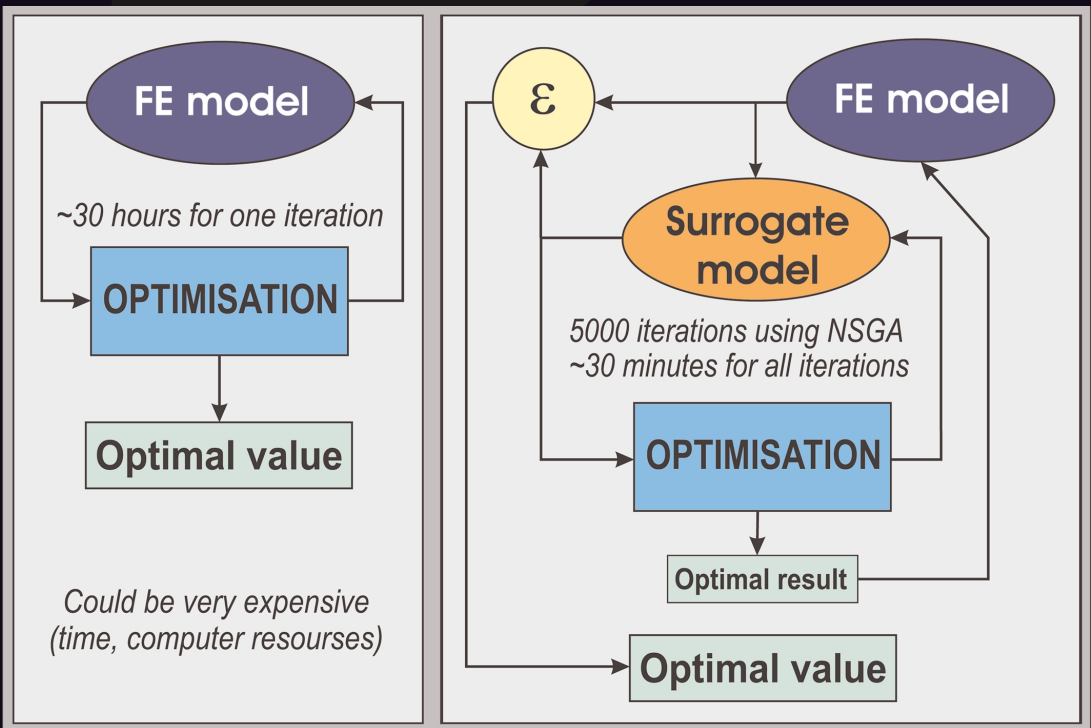 FE model
~30 hours for one iteration
OPTIMISATION
Optimal value
Could be very expensive
(time, computer resourses)
ε
FE model
Surrogate
model
5000 iterations using NSGA
~30 minutes for all iterations
OPTIMISATION
Optimal result
Optimal value